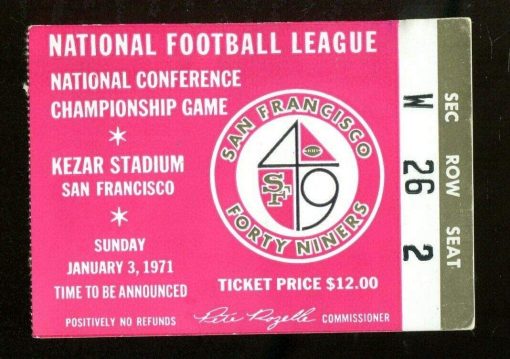 NATIONAL FOOTBALL LEAGUE
NATIONAL CONFERENCE
CHAMPIONSHIP GAME
KEZAR STADIUM
SAN FRANCISCO
SUNDAY
JANUARY 3, 1971
TIME TO BE ANNOUNCED
POSITIVELY NO REFUNDS
SAN FRANCISCO
49
SF
FORTY NINERS
TICKET PRICE $12.00
Pete Rozelle COMMISSIONER
SEC ROW SEAT
W 26 2